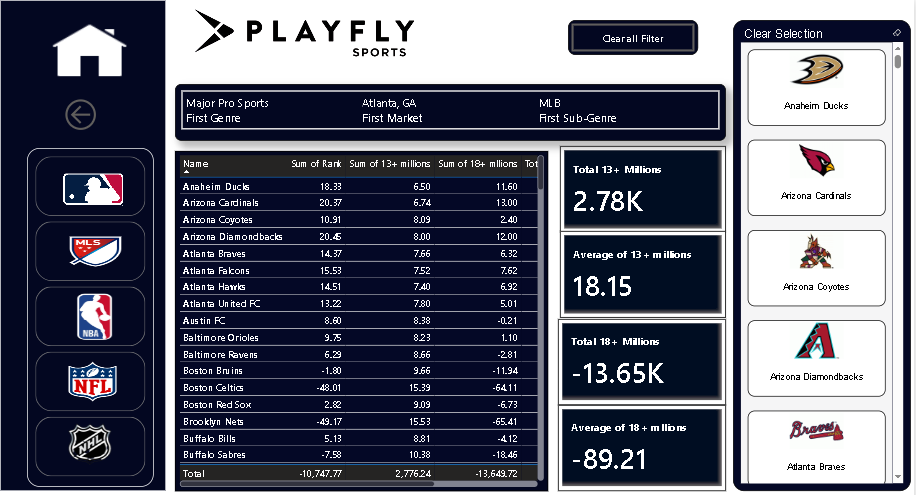 PLAYFLY
SPORTS
Clear all Filter
Clear Selection
Major Pro Sports
First Genre
Atlanta, GA
First Market
MLB
First Sub-Genre
Name Sum of Rank Sum of 13+ millions Sum of 18+ millions Tot
Anaheim Ducks 18.33 6.50 11.60
Arizona Cardinals 20.37 6.74 13.00
Arizona Coyotes 10.91 8.09 2.40
Arizona Diamondbacks 20.45 8.00 12.00
Atlanta Braves 14.37 7.66 6.32
Atlanta Falcons 15.53 7.52 7.62
Atlanta Hawks 14.51 7.40 6.92
Atlanta United FC 13.22 7.80 5.01
Austin FC 8.60 8.38 -0.21
Baltimore Orioles 9.75 8.23 1.10
Baltimore Ravens 6.29 8.66 -2.81
Boston Bruins -1.80 9.66 -11.94
Boston Celtics -48.01 15.39 -64.11
Boston Red Sox 2.82 9.09 -6.73
Brooklyn Nets -49.17 15.53 -65.41
Buffalo Bills 5.13 8.81 -4.12
Buffalo Sabres -7.58 10.38 -18.46
Total -10,747.77 2,776.24 -13,649.72
Total 13+ Millions
2.78K
Average of 13+ millions
18.15
Total 18+ Millions
-13.65K
Average of 18+ millions
-89.21
Anaheim Ducks
Arizona Cardinals
Arizona Coyotes
Arizona Diamondbacks
Braves
Atlanta Braves
MLS
NBA
NFL
NHL